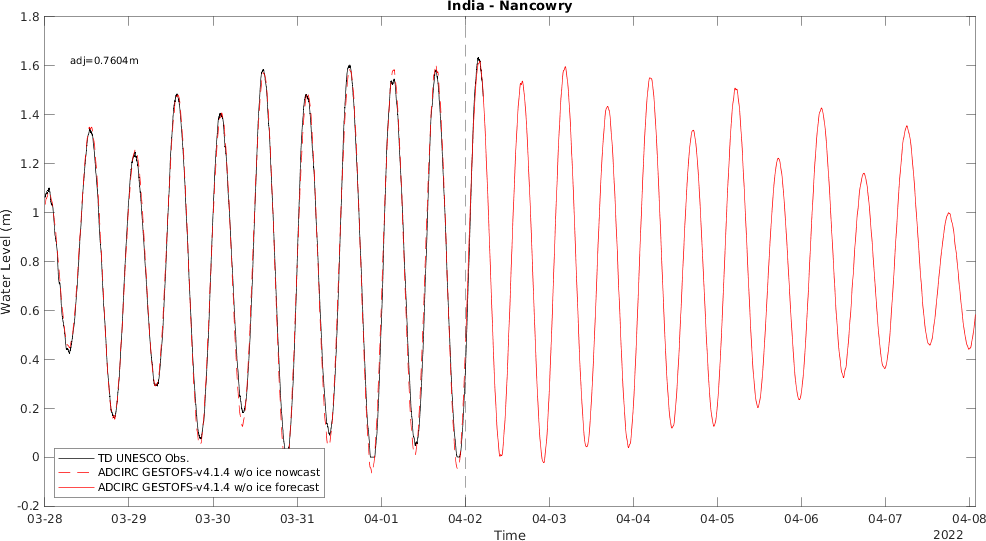 India - Nancowry
1.8
1.6
1.4
1.2
1
0.8
0.6
0.4
0.2
0
-0.2
Water Level (m)
adj=0.7604m
TD UNESCO Obs.
ADCIRC GESTOFS-v4.1.4 w/o ice nowcast
ADCIRC GESTOFS-v4.1.4 w/o ice forecast
03-28 03-29 03-30 03-31 04-01 04-02 04-03 04-04 04-05 04-06 04-07 04-08
Time
2022